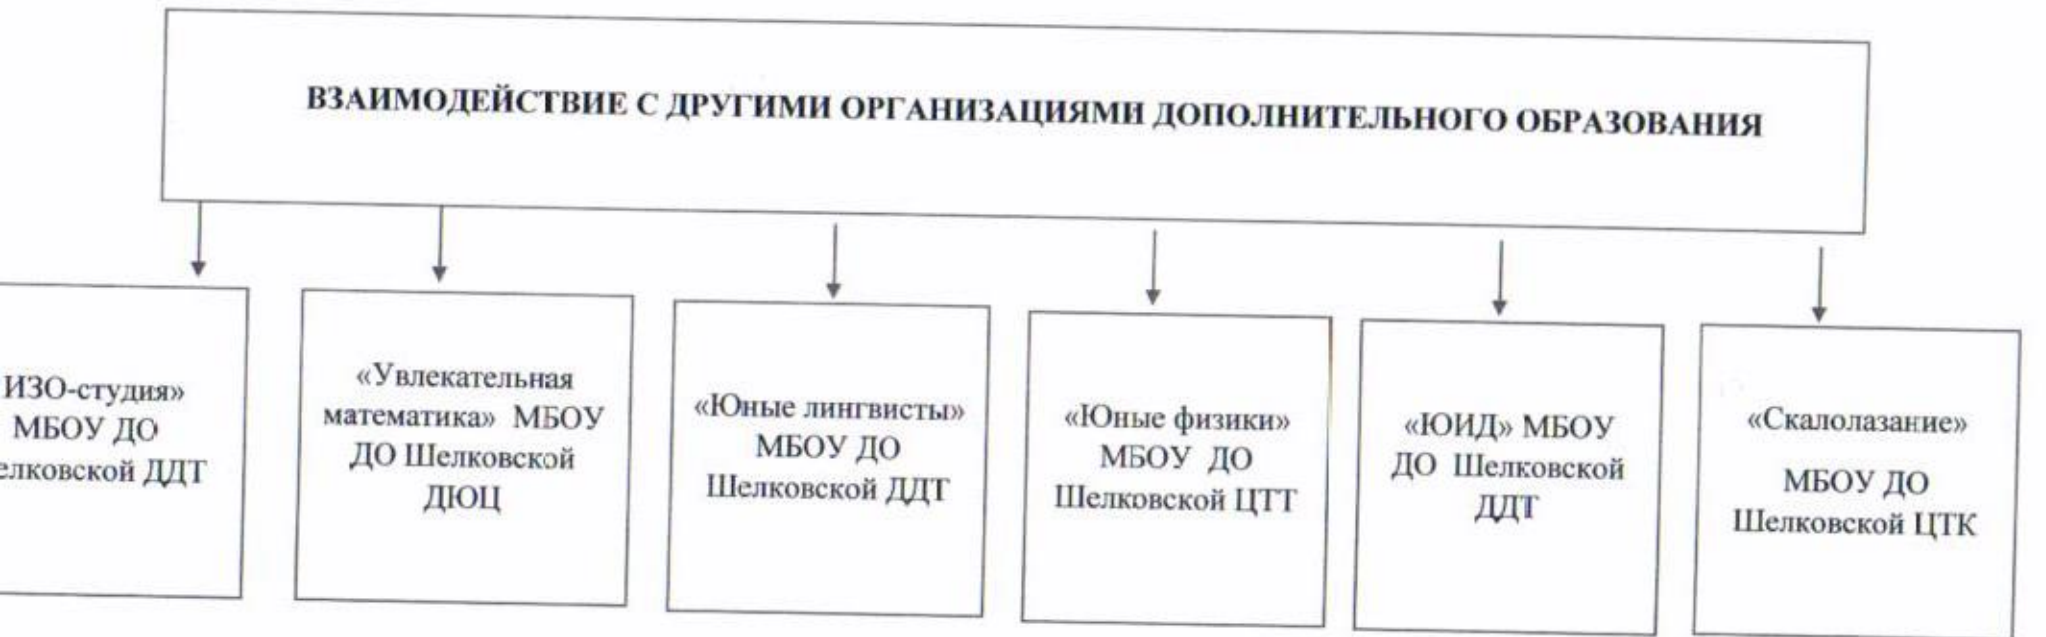 ВЗАИМОДЕЙСТВИЕ С ДРУГИМИ ОРГАНИЗАЦИЯМИ ДОПОЛНИТЕЛЬНОГО ОБРАЗОВАНИЯ
ИЗО-студия»
МБОУ ДО
елковской ДДТ
«Увлекательная
математика» МБОУ
ДО Шелковской
ДЮЦ
«Юные лингвисты»
МБОУ ДО
Шелковской ДДТ
«Юные физики»
МБОУ ДО
Шелковской ЦТТ
«ЮИД» МБОУ
ДО Шелковской
ДДТ
«Скалолазание»
МБОУ ДО
Шелковской ЦТК